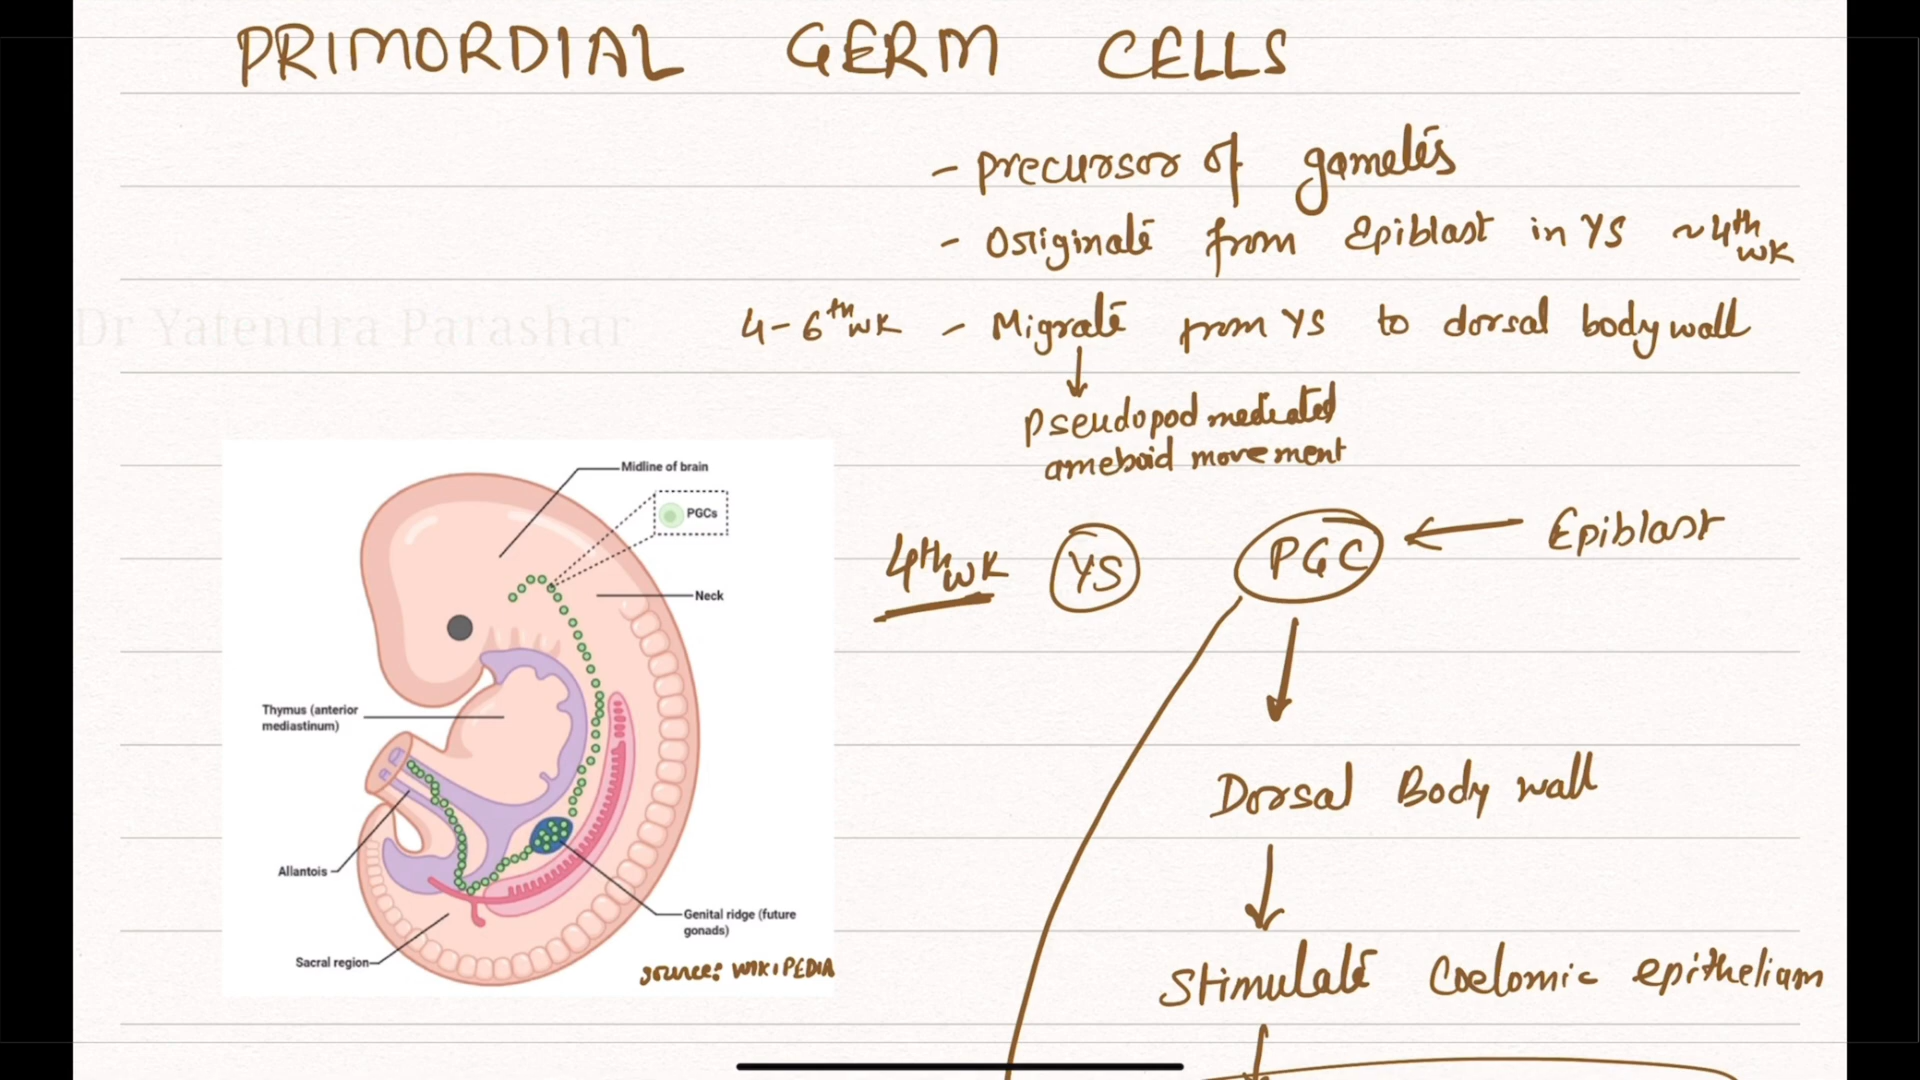 PRIMORDIAL GERM CELLS
- precursor of gametes
- Originate from Epiblast in YS ~4th wk
Dr Yatendra Parashar
4-6th wk - Migrate from YS to dorsal body wall
Pseudopod mediated
ameboid movement
Midline of brain
PGCs
Neck
Thymus (anterior
mediastinum)
Allantois
Genital ridge (future
gonads)
Sacral region
source: WIKIPEDIA
4th wk YS PGC Epiblast
Dorsal Body wall
Stimulate Coelomic epithelium